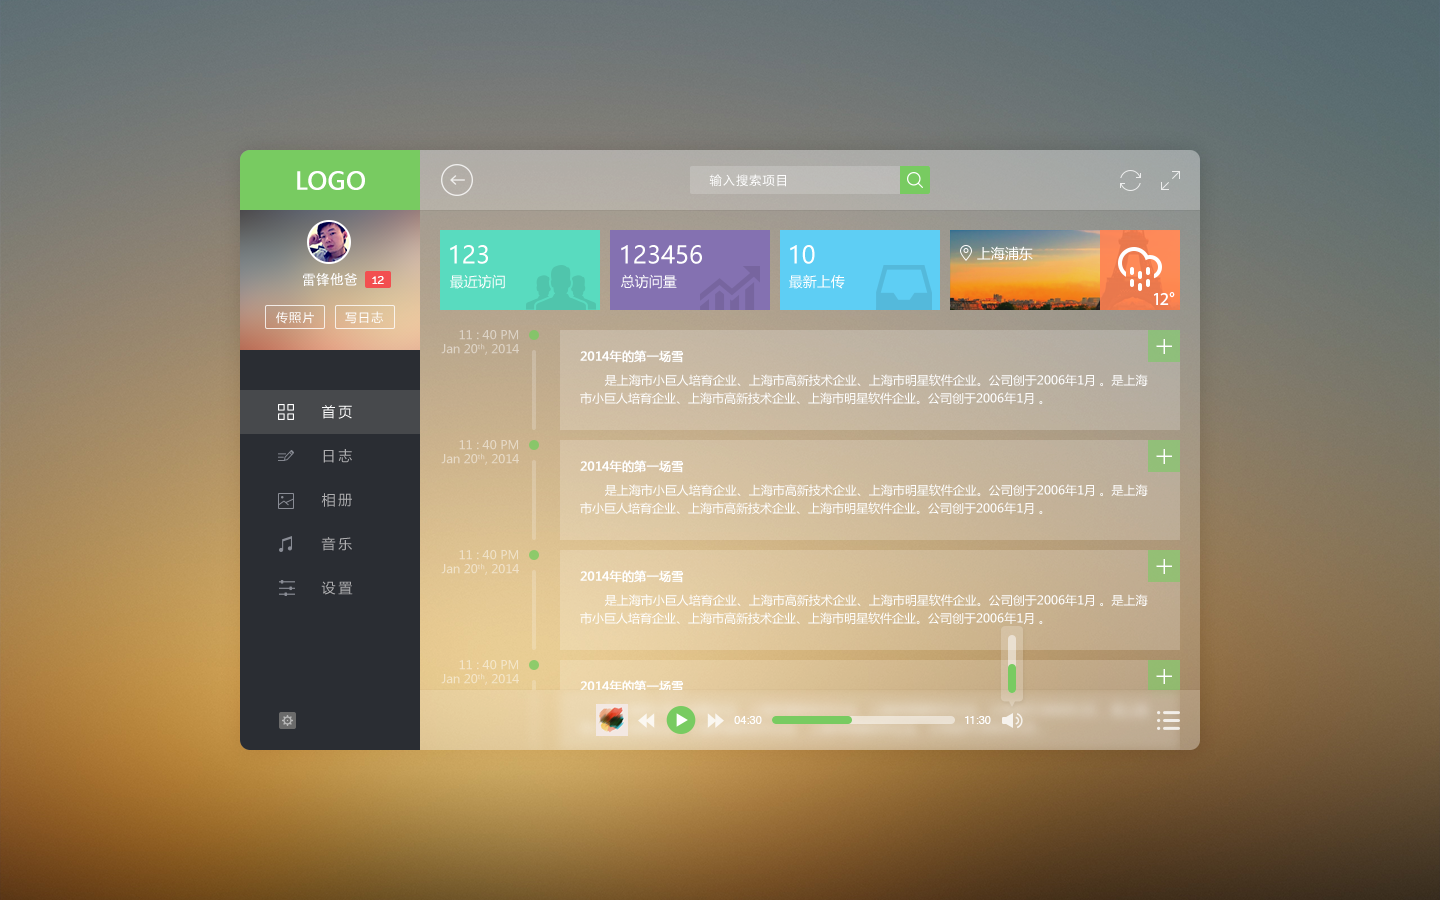 LOGO
输入搜索项目
雷锋他爸 12
传照片 写日志
首页
日志
相册
音乐
设置
123
最近访问
123456
总访问量
10
最新上传
上海浦东
12°
11 : 40 PM
Jan 20th, 2014
2014年的第一场雪
是上海市小巨人培育企业、上海市高新技术企业、上海市明星软件企业。公司创于2006年1月 。是上海
市小巨人培育企业、上海市高新技术企业、上海市明星软件企业。公司创于2006年1月 。
11 : 40 PM
Jan 20th, 2014
2014年的第一场雪
是上海市小巨人培育企业、上海市高新技术企业、上海市明星软件企业。公司创于2006年1月 。是上海
市小巨人培育企业、上海市高新技术企业、上海市明星软件企业。公司创于2006年1月 。
11 : 40 PM
Jan 20th, 2014
2014年的第一场雪
是上海市小巨人培育企业、上海市高新技术企业、上海市明星软件企业。公司创于2006年1月 。是上海
市小巨人培育企业、上海市高新技术企业、上海市明星软件企业。公司创于2006年1月 。
11 : 40 PM
Jan 20th, 2014
2014年的第一场雪
04:30 11:30